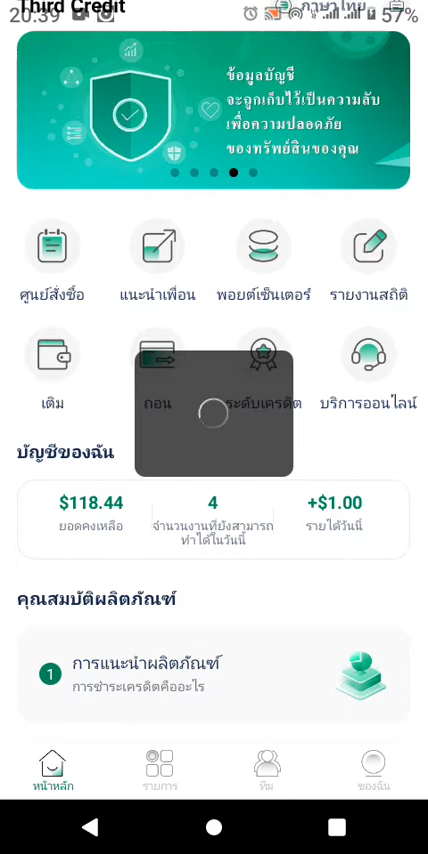 20:39
57%
Third Credit
ภาษาไทย
ข้อมูลบัญชี
จะถูกเก็บไว้เป็นความลับ
เพื่อความปลอดภัย
ของทรัพย์สินของคุณ
ศูนย์สั่งซื้อ
แนะนำเพื่อน
พอยต์เซ็นเตอร์
รายงานสถิติ
เติม
ถอน
ระดับเครดิต
บริการออนไลน์
บัญชีของฉัน
$118.44
4
+$1.00
ยอดคงเหลือ
จำนวนงานที่ยังสามารถ
ทำได้ในวันนี้
รายได้วันนี้
คุณสมบัติผลิตภัณฑ์
1
การแนะนำผลิตภัณฑ์
การชำระเครดิตคืออะไร
หน้าหลัก
รายการ
ทีม
ของฉัน